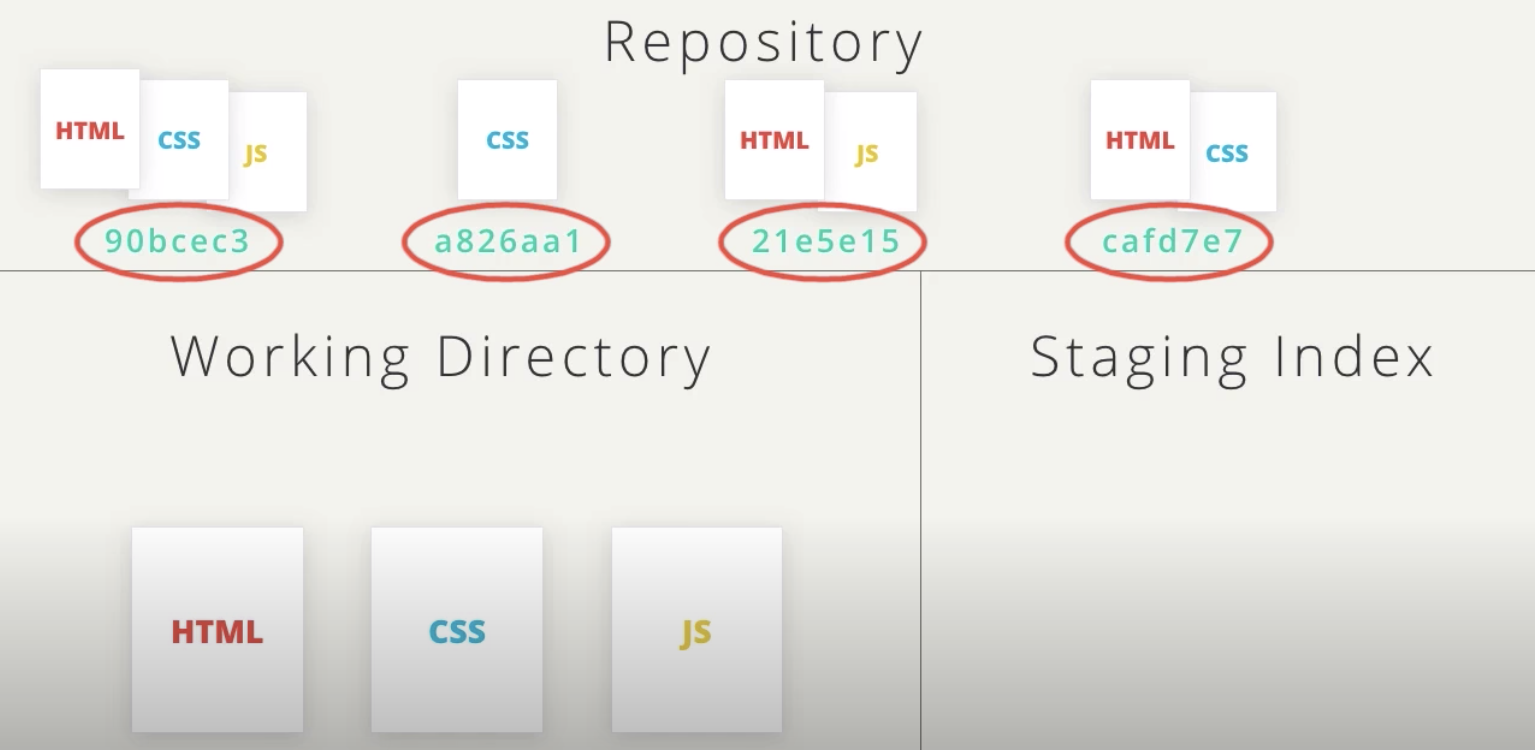 Repository
HTML CSS JS
CSS
HTML JS
HTML CSS
90bcec3
a826aa1
21e5e15
cafd7e7
Working Directory
Staging Index
HTML
CSS
JS